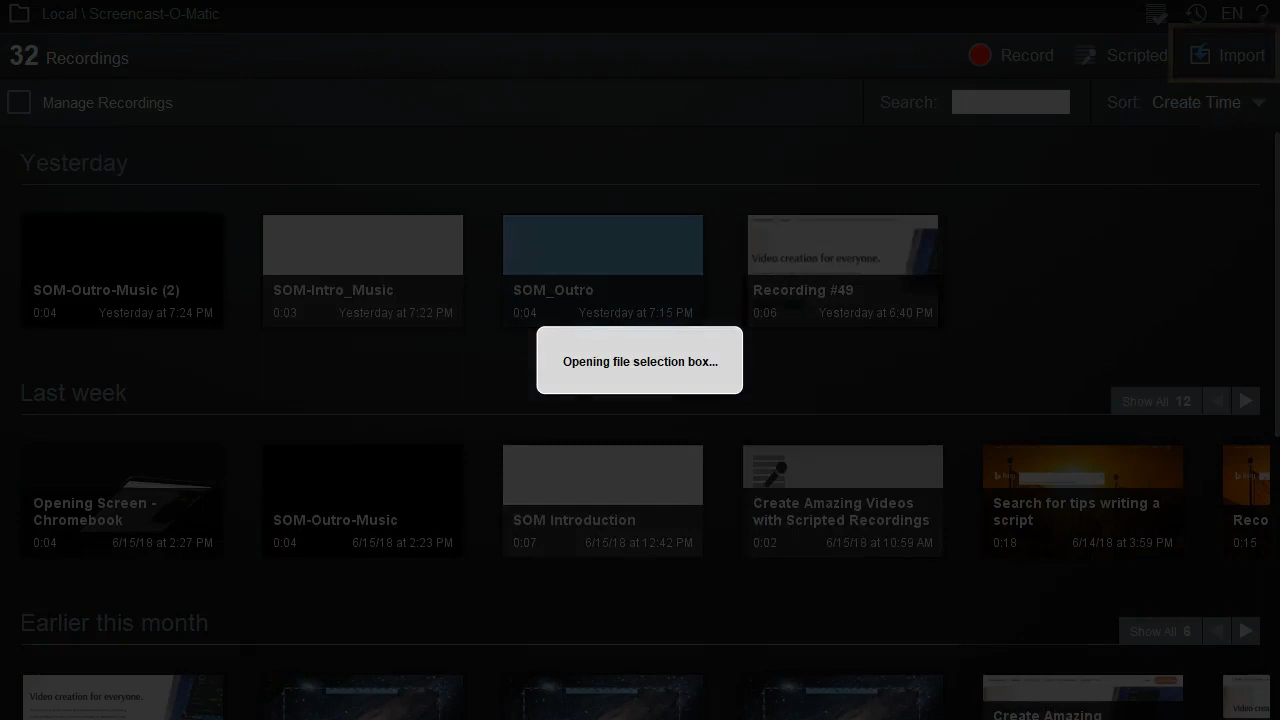 Local \ Screencast-O-Matic
EN ?
32 Recordings
Record
Scripted
Import
Manage Recordings
Search:
Sort: Create Time
Yesterday
SOM-Outro-Music (2)
0:04 Yesterday at 7:24 PM
SOM-Intro_Music
0:03 Yesterday at 7:22 PM
SOM_Outro
0:04 Yesterday at 7:15 PM
Video creation for everyone.
Recording #49
0:06 Yesterday at 6:40 PM
Opening file selection box...
Last week
Show All 12
Opening Screen -
Chromebook
0:04 6/15/18 at 2:27 PM
SOM-Outro-Music
0:04 6/15/18 at 2:23 PM
SOM Introduction
0:07 6/15/18 at 12:42 PM
Create Amazing Videos
with Scripted Recordings
0:02 6/15/18 at 10:59 AM
Search for tips writing a
script
0:18 6/14/18 at 3:59 PM
Reco
0:15
Earlier this month
Show All 6
Video creation for everyone.
Create Amazing